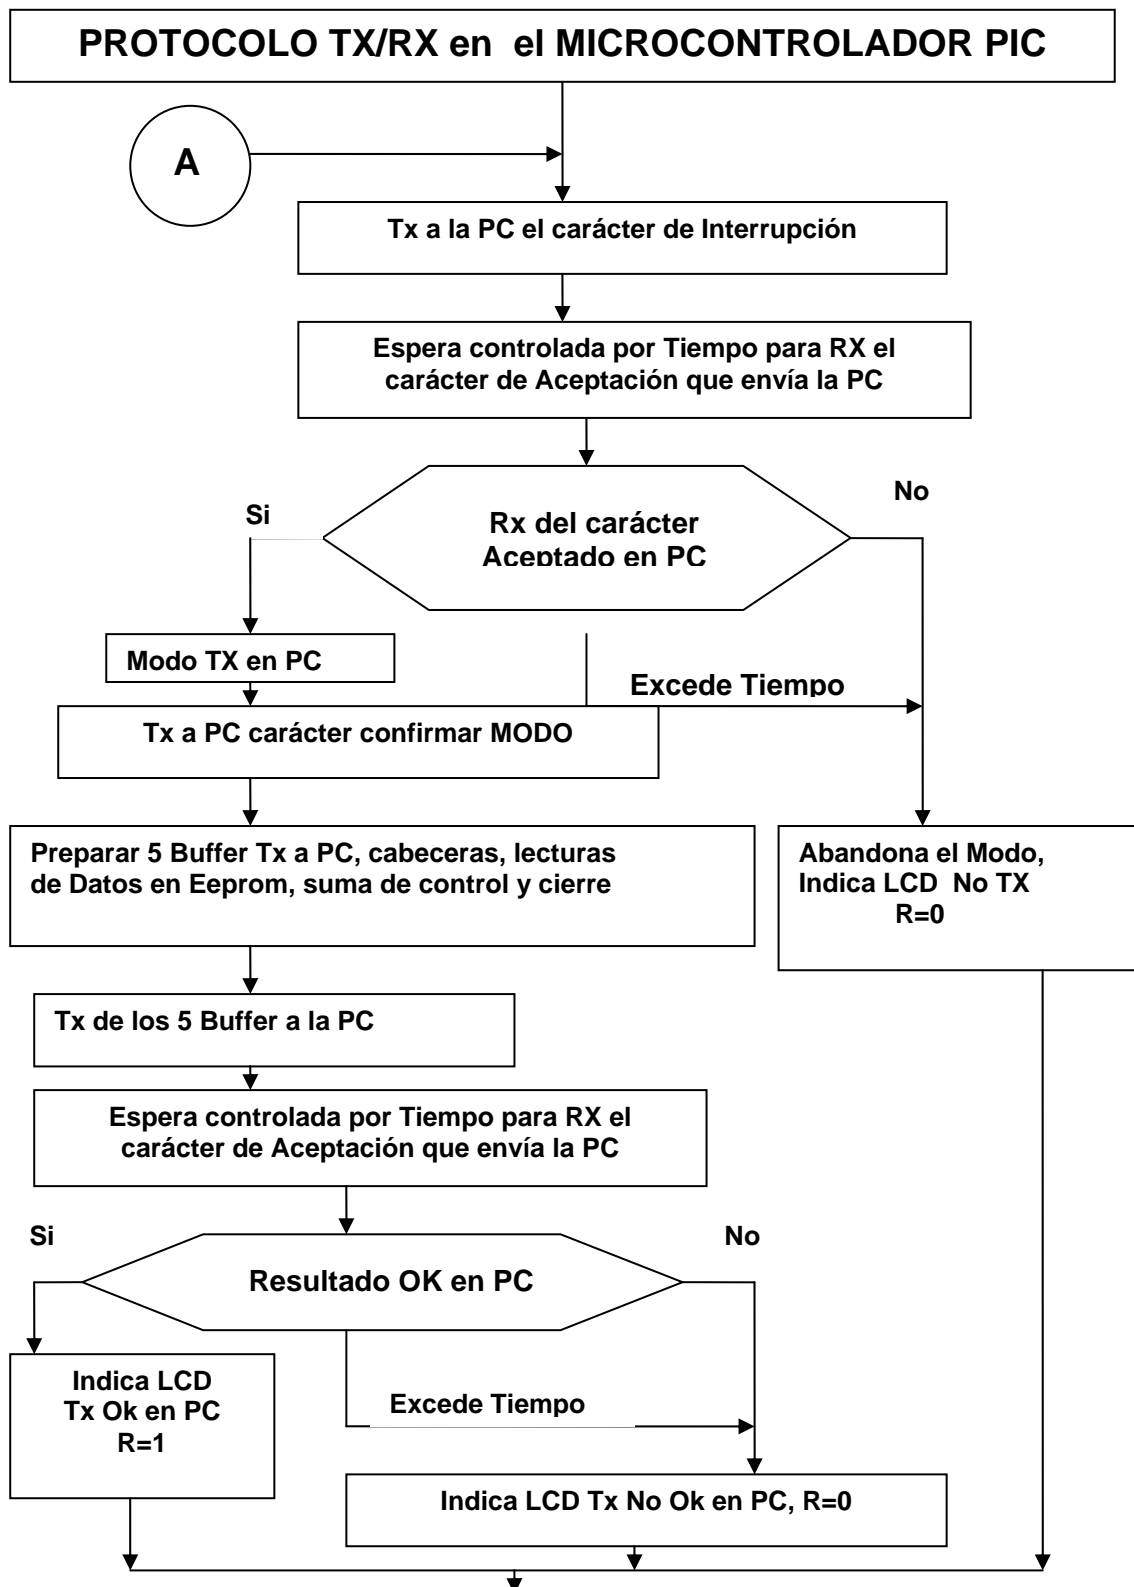 PROTOCOLO TX/RX en el MICROCONTROLADOR PIC
A
Tx a la PC el carácter de Interrupción
Espera controlada por Tiempo para RX el
carácter de Aceptación que envía la PC
No
Si
Rx del carácter
Aceptado en PC
Modo TX en PC
Excede Tiempo
Tx a PC carácter confirmar MODO
Preparar 5 Buffer Tx a PC, cabeceras, lecturas
de Datos en Eeprom, suma de control y cierre
Abandona el Modo,
Indica LCD No TX
R=0
Tx de los 5 Buffer a la PC
Espera controlada por Tiempo para RX el
carácter de Aceptación que envía la PC
Si
No
Resultado OK en PC
Indica LCD
Tx Ok en PC
R=1
Excede Tiempo
Indica LCD Tx No Ok en PC, R=0